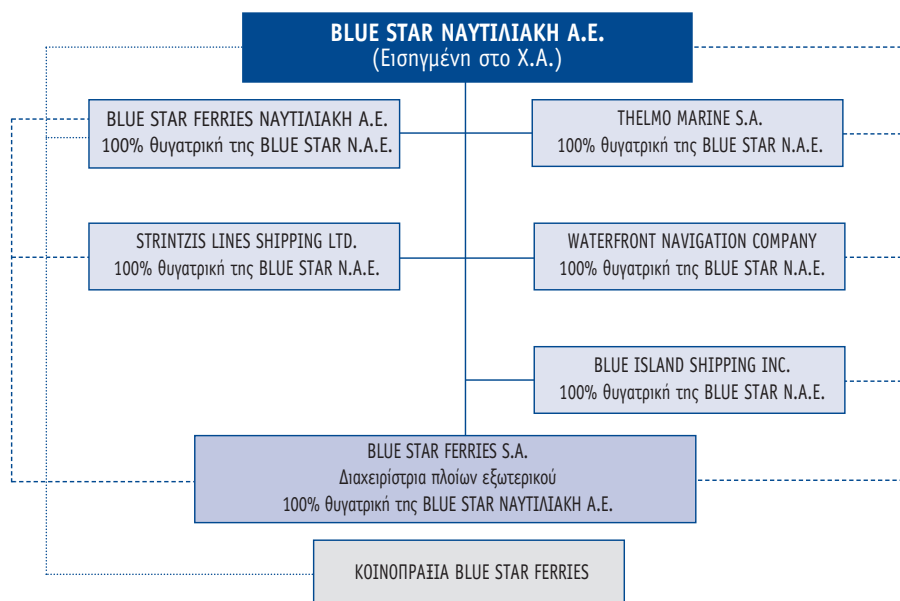 BLUE STAR ΝΑΥΤΙΛΙΑΚΗ Α.Ε.
(Εισηγμένη στο Χ.Α.)
BLUE STAR FERRIES ΝΑΥΤΙΛΙΑΚΗ Α.Ε.
100% θυγατρική της BLUE STAR Ν.Α.Ε.
THELMO MARINE S.A.
100% θυγατρική της BLUE STAR Ν.Α.Ε.
STRINTZIS LINES SHIPPING LTD.
100% θυγατρική της BLUE STAR Ν.Α.Ε.
WATERFRONT NAVIGATION COMPANY
100% θυγατρική της BLUE STAR Ν.Α.Ε.
BLUE ISLAND SHIPPING INC.
100% θυγατρική της BLUE STAR Ν.Α.Ε.
BLUE STAR FERRIES S.A.
Διαχειρίστρια πλοίων εξωτερικού
100% θυγατρική της BLUE STAR ΝΑΥΤΙΛΙΑΚΗ Α.Ε.
ΚΟΙΝΟΠΡΑΞΙΑ BLUE STAR FERRIES